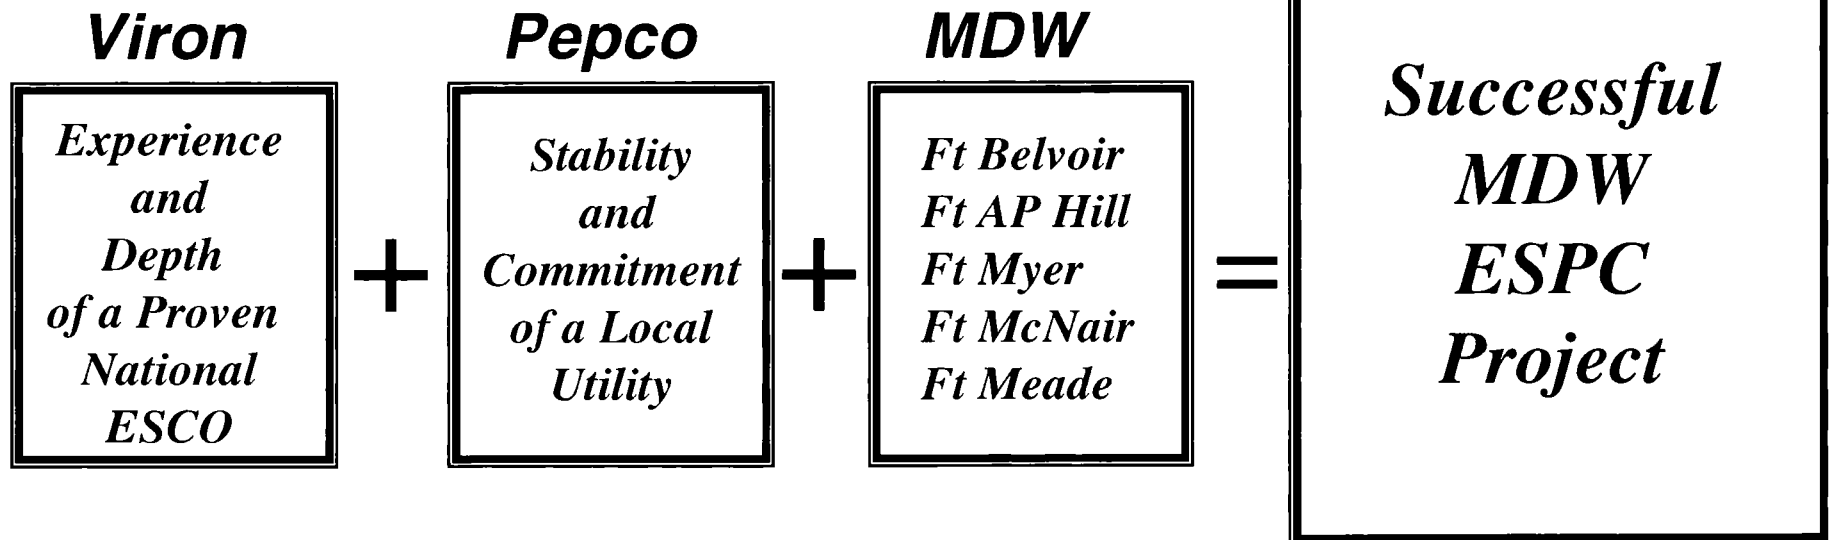 Viron
Experience
and
Depth
of a Proven
National
ESCO
+
Pepco
Stability
and
Commitment
of a Local
Utility
+
MDW
Ft Belvoir
Ft AP Hill
Ft Myer
Ft McNair
Ft Meade
=
Successful
MDW
ESPC
Project